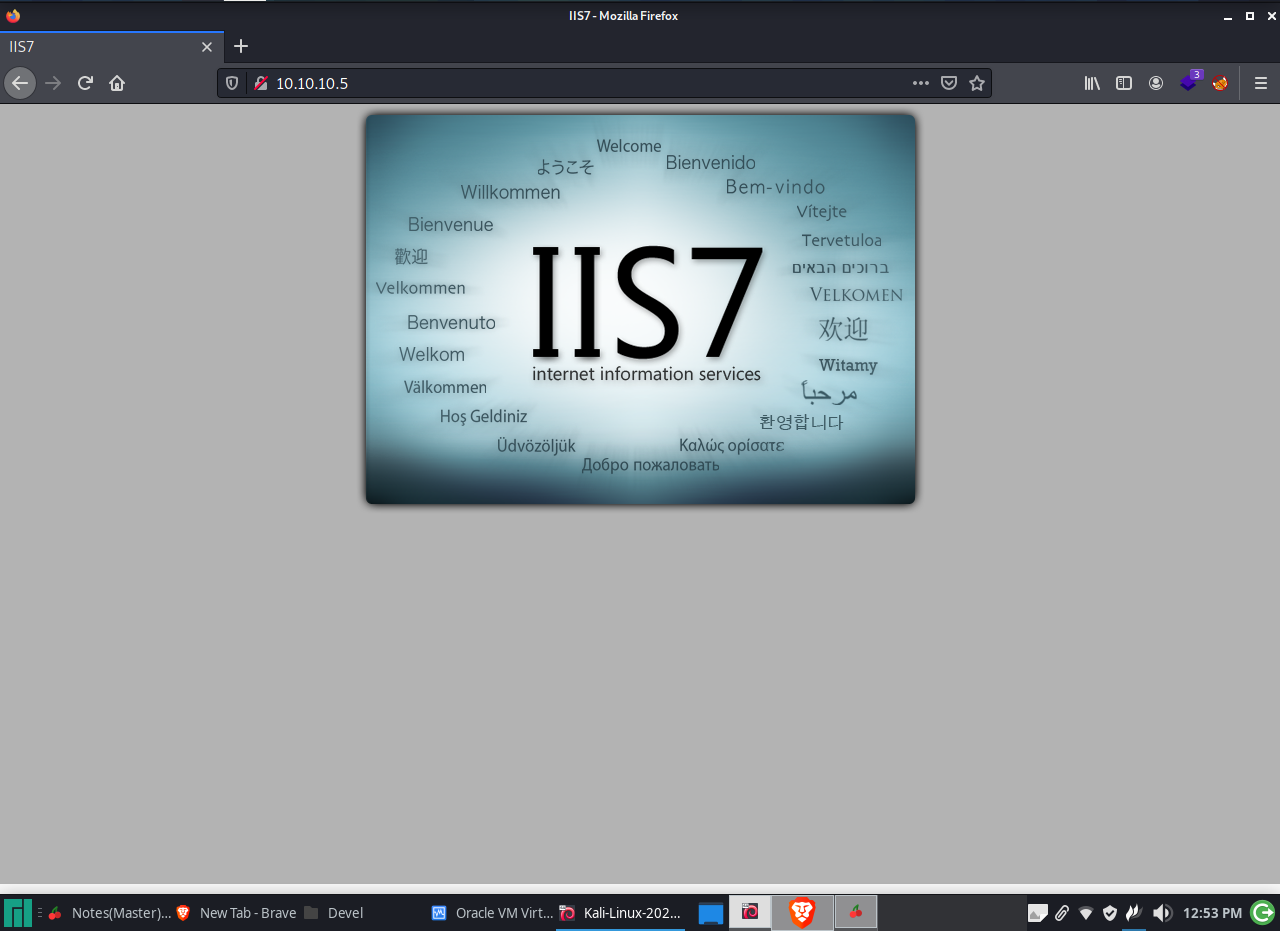 IIS7 - Mozilla Firefox
IIS7
10.10.10.5
3
Welcome
ようこそ
Bienvenido
Willkommen
Bem-vindo
Bienvenue
Vítejte
Tervetuloa
歡迎
ברוכים הבאים
Velkommen
VELKOMEN
Benvenuto
欢迎
Welkom
Witamy
Välkommen
مرحباً
Hoş Geldiniz
환영합니다
Üdvözöljük
Καλώς ορίσατε
Добро пожаловать
IIS7
internet information services
Notes(Master)... New Tab - Brave Devel Oracle VM Virt... Kali-Linux-202... 12:53 PM